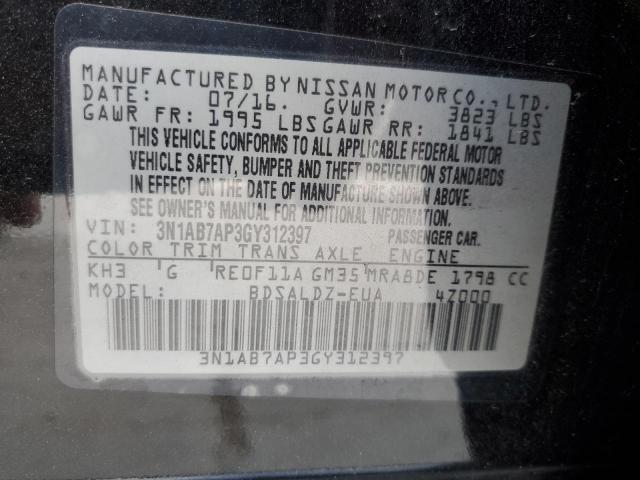 MANUFACTURED BY NISSAN MOTOR CO., LTD.
DATE: 07/16. GVWR: 3823 LBS
GAWR FR: 1995 LBS GAWR RR: 1841 LBS
THIS VEHICLE CONFORMS TO ALL APPLICABLE FEDERAL MOTOR
VEHICLE SAFETY, BUMPER AND THEFT PREVENTION STANDARDS
IN EFFECT ON THE DATE OF MANUFACTURE SHOWN ABOVE.
SEE OWNER'S MANUAL FOR ADDITIONAL INFORMATION.
VIN: 3N1AB7AP3GY312397 PASSENGER CAR.
COLOR TRIM TRANS AXLE ENGINE
KH3 G RE0F11A GM35 MRA8DE 1798 CC
MODEL: BDSALDZ-EUA 4Z000
3N1AB7AP3GY312397